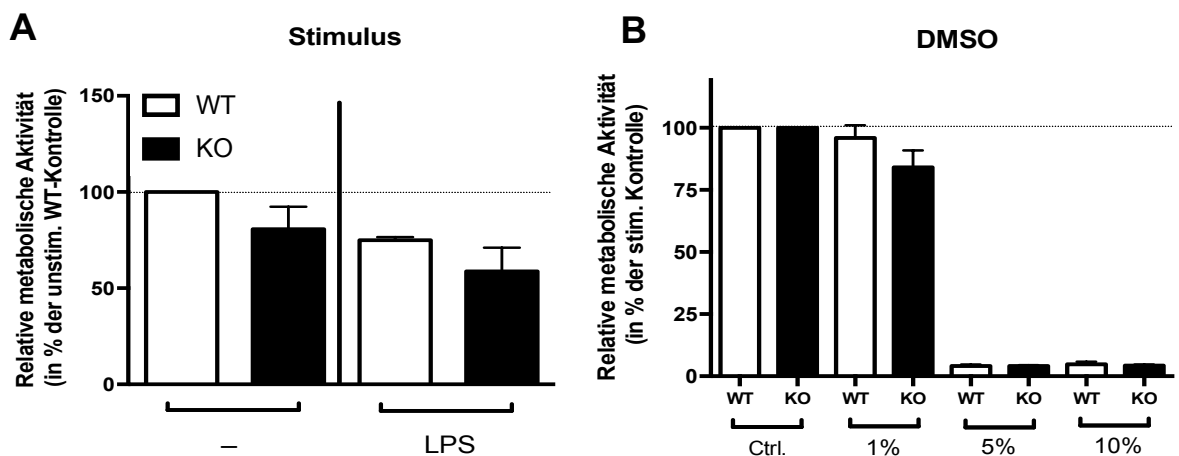 A
Stimulus
Relative metabolische Aktivität
(in % der unstim. WT-Kontrolle)
150
100
50
0
WT
KO
–
LPS
B
DMSO
Relative metabolische Aktivität
(in % der stim. Kontrolle)
100
75
50
25
0
WT KO WT KO WT KO WT KO
Ctrl. 1% 5% 10%